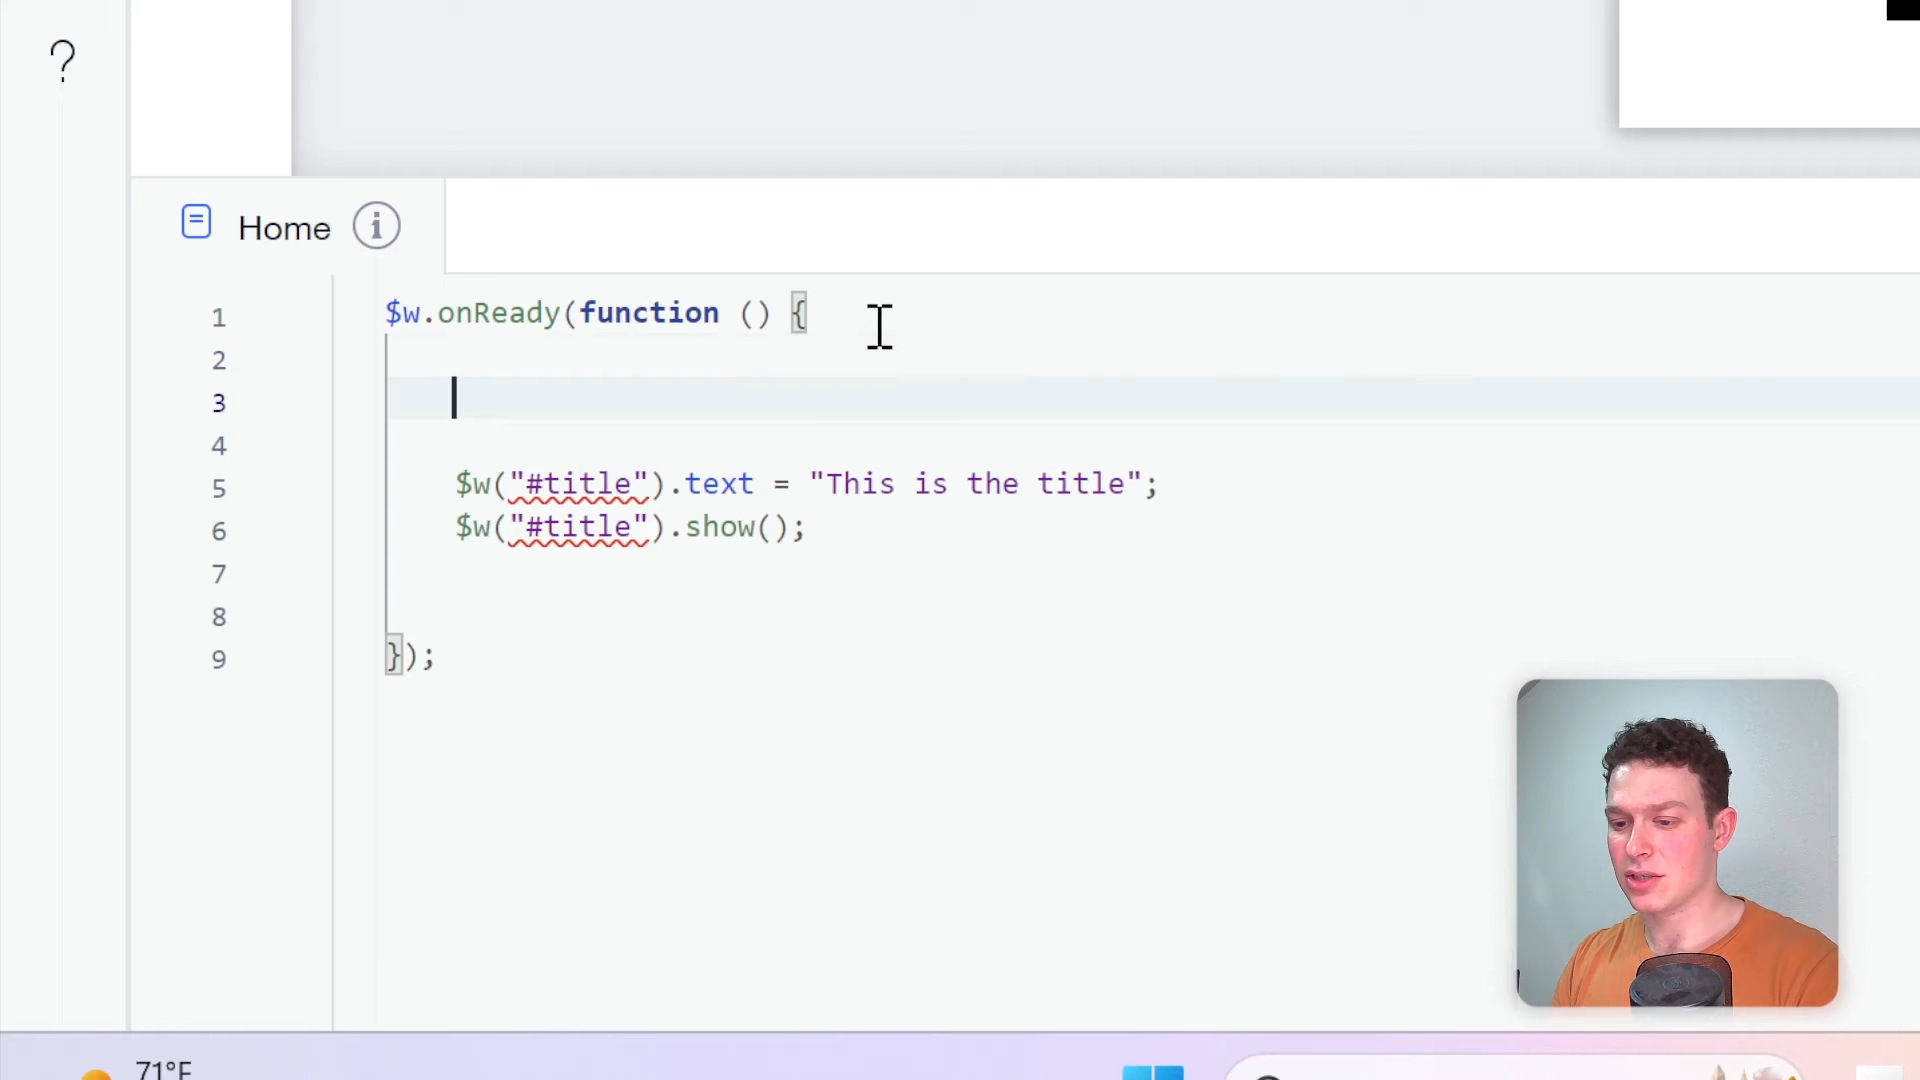 ?
Home i
1 $w.onReady(function () {
2
3
4
5 $w("#title").text = "This is the title";
6 $w("#title").show();
7
8
9 });
71°F